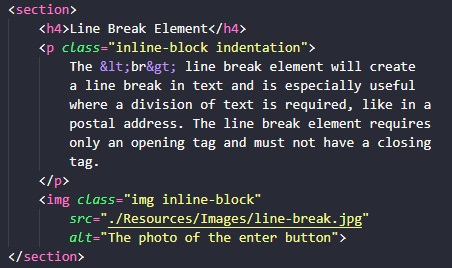 <section>
<h4>Line Break Element</h4>
<p class="inline-block indentation">
The &lt;br&gt; line break element will create
a line break in text and is especially useful
where a division of text is required, like in a
postal address. The line break element requires
only an opening tag and must not have a closing
tag.
</p>
<img class="img inline-block"
src="./Resources/Images/line-break.jpg"
alt="The photo of the enter button">
</section>